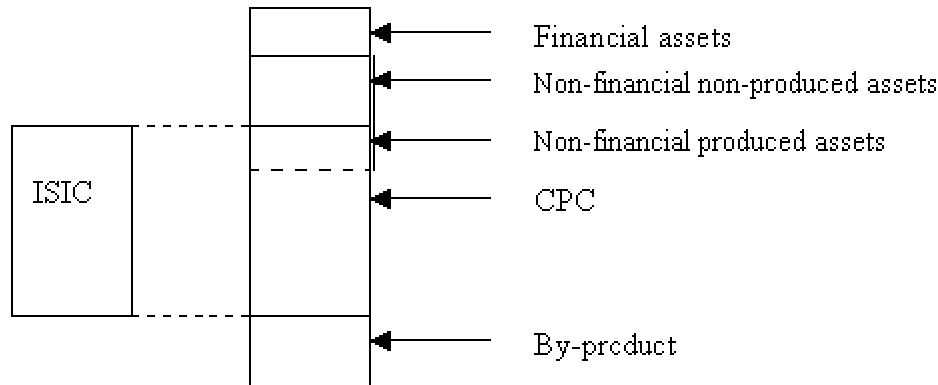 Financial assets
Non-financial non-produced assets
Non-financial produced assets
ISIC
CPC
By-product